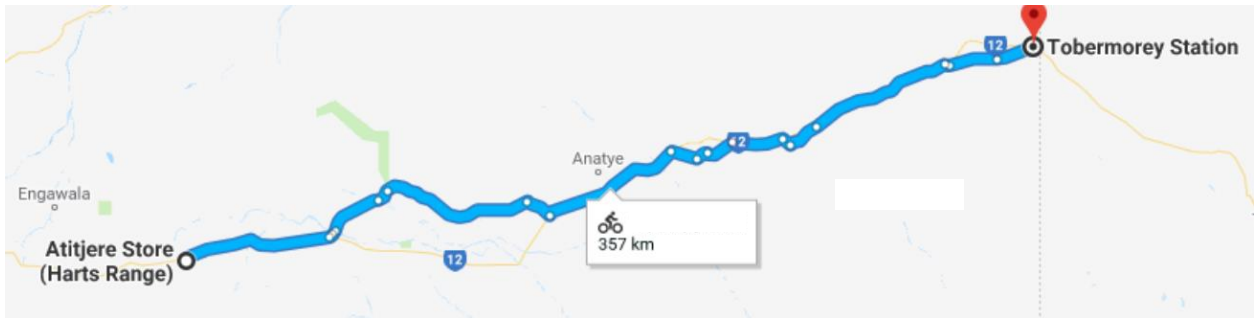 12
Tobermorey Station
12
Anatye
Engawala
357 km
Atitjere Store
(Harts Range)
12